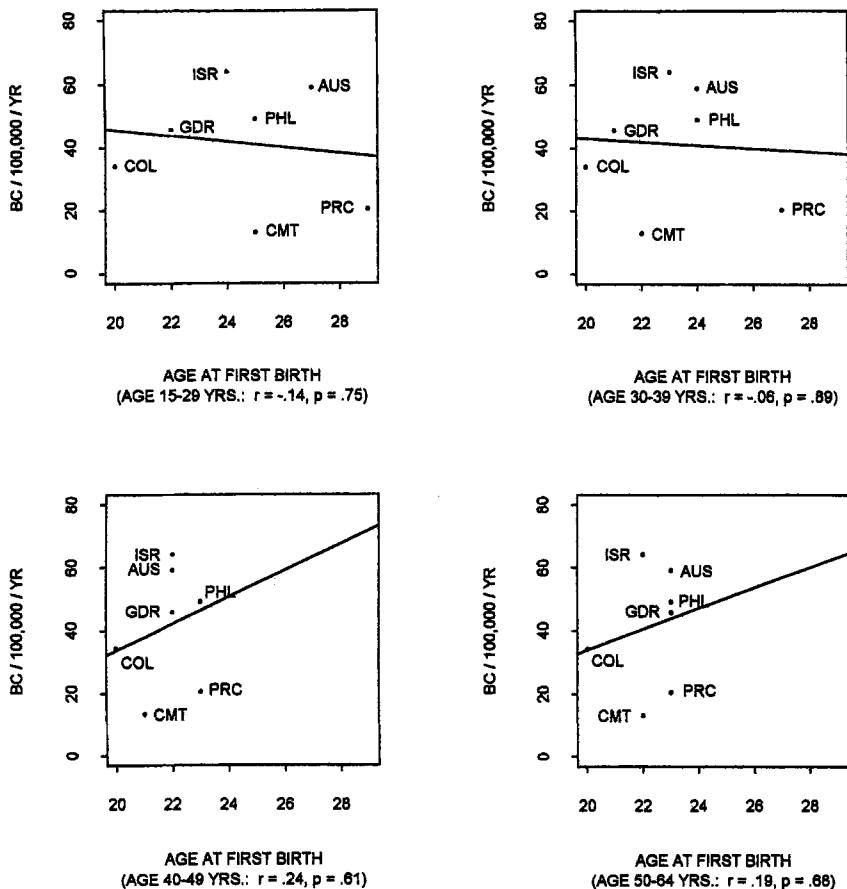 BC / 100,000 / YR
80
60
40
20
0
ISR
AUS
PHL
GDR
COL
PRC
CMT
20 22 24 26 28
AGE AT FIRST BIRTH
(AGE 15-29 YRS.: r = -.14, p = .75)
BC / 100,000 / YR
80
60
40
20
0
ISR
AUS
PHL
GDR
COL
PRC
CMT
20 22 24 26 28
AGE AT FIRST BIRTH
(AGE 30-39 YRS.: r = -.06, p = .89)
BC / 100,000 / YR
80
60
40
20
0
ISR
AUS
PHL
GDR
COL
PRC
CMT
20 22 24 26 28
AGE AT FIRST BIRTH
(AGE 40-49 YRS.: r = .24, p = .61)
BC / 100,000 / YR
80
60
40
20
0
ISR
AUS
PHL
GDR
COL
PRC
CMT
20 22 24 26 28
AGE AT FIRST BIRTH
(AGE 50-64 YRS.: r = .19, p = .68)